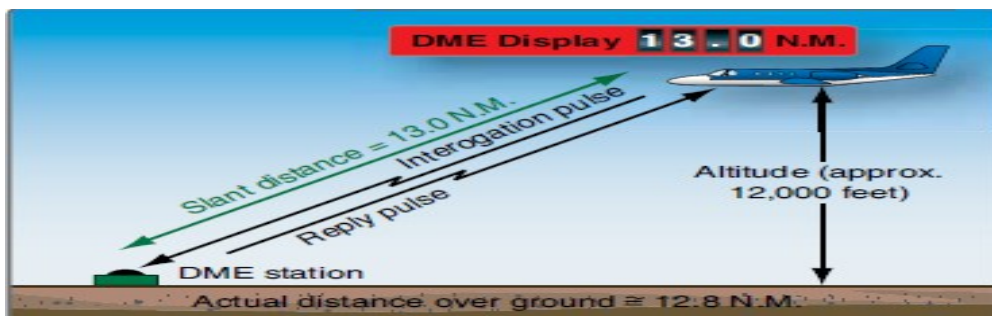 DME Display 13.0 N.M.
Slant distance = 13.0 N.M.
Interogation pulse
Reply pulse
Altitude (approx.
12,000 feet)
DME station
Actual distance over ground ≅ 12.8 N.M.